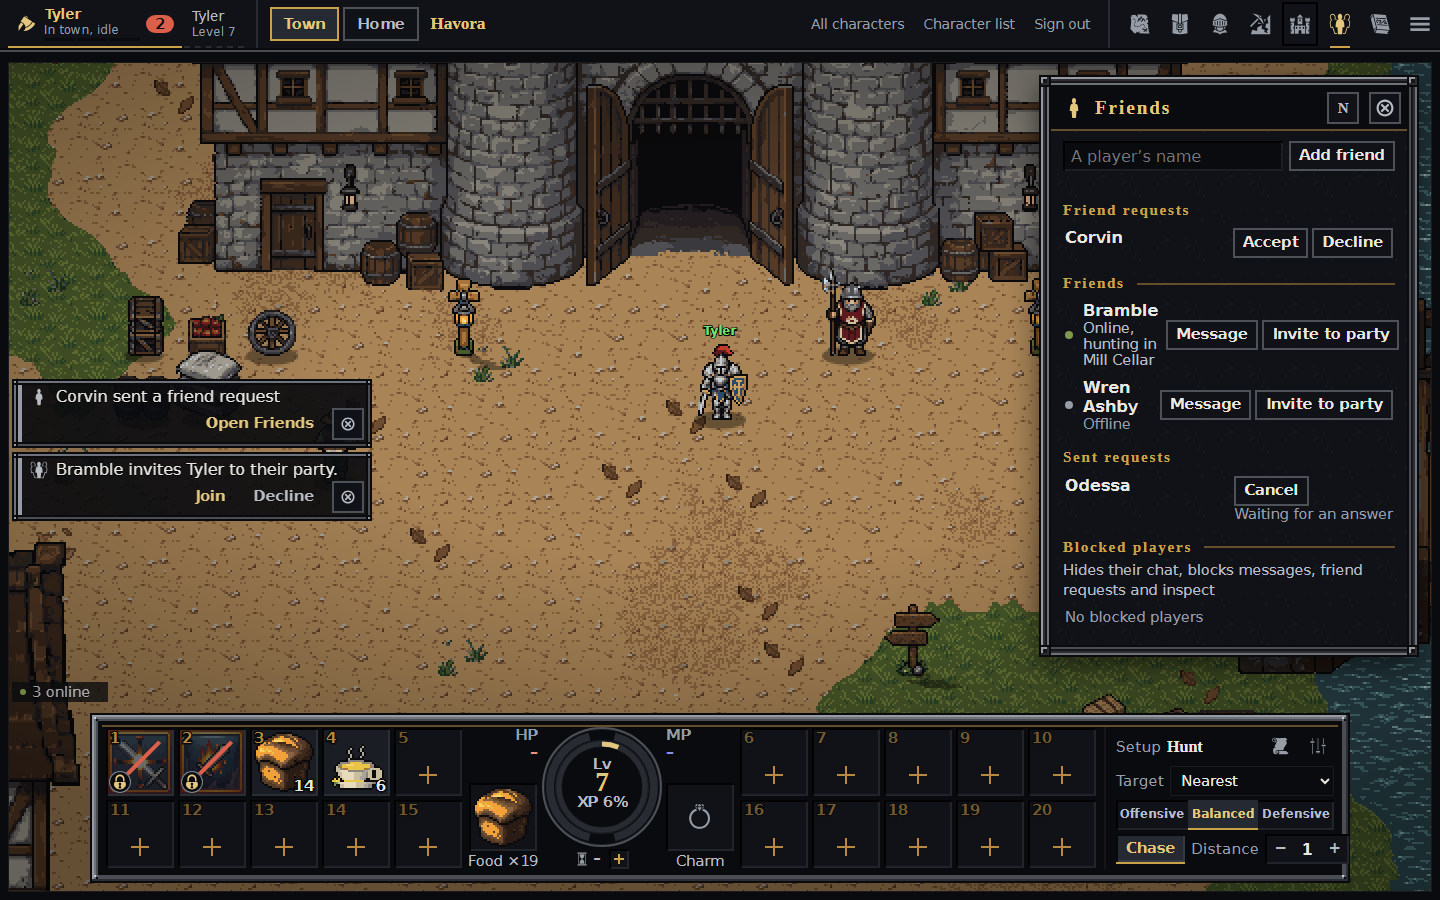 Tyler
In town, idle
2
Tyler
Level 7
Town
Home
Havora
All characters
Character list
Sign out
Friends
N
A player's name
Add friend
Friend requests
Corvin
Accept
Decline
Friends
Bramble
Online,
hunting in
Mill Cellar
Message
Invite to party
Wren
Ashby
Offline
Message
Invite to party
Sent requests
Odessa
Cancel
Waiting for an answer
Blocked players
Hides their chat, blocks messages, friend
requests and inspect
No blocked players
Tyler
Corvin sent a friend request
Open Friends
Bramble invites Tyler to their party.
Join
Decline
3 online
1
2
3
14
4
6
5
HP
-
Lv
7
XP 6%
MP
-
6
7
8
9
10
11
12
13
14
15
Food ×19
- +
Charm
16
17
18
19
20
Setup Hunt
Target Nearest
Offensive Balanced Defensive
Chase Distance − 1 +